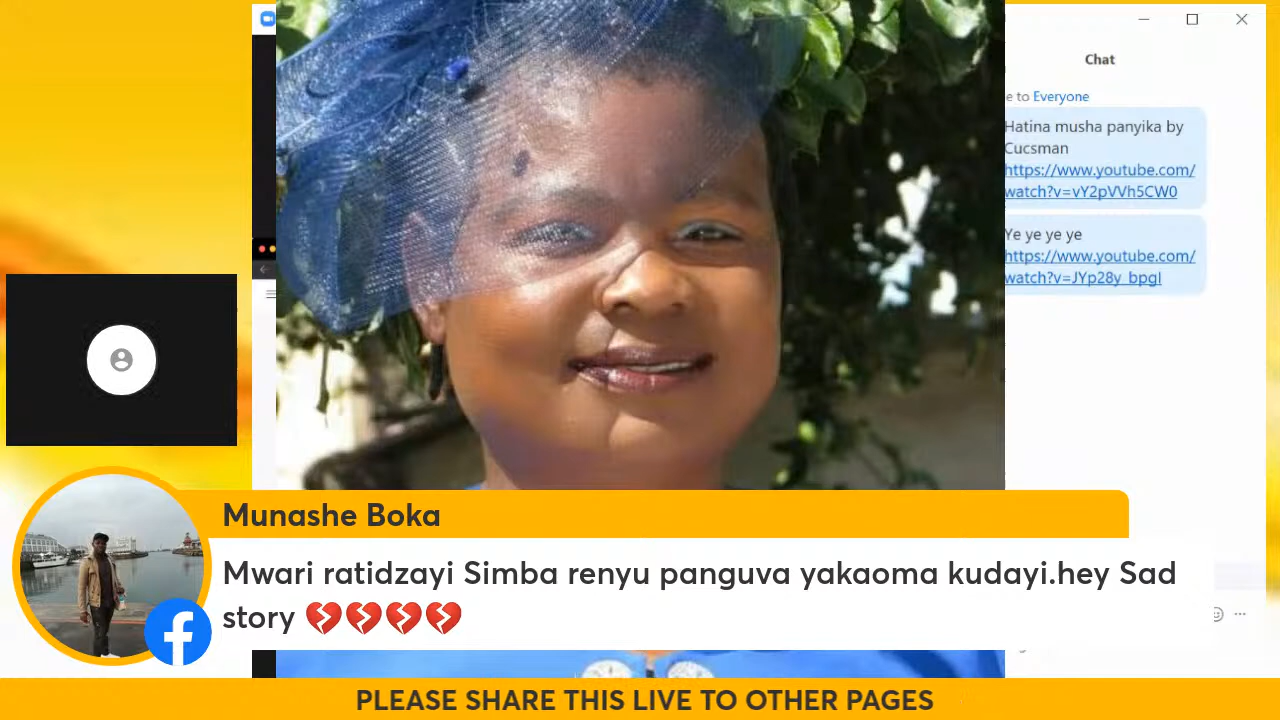 Chat
e to Everyone
Hatina musha panyika by
Cucsman
https://www.youtube.com/
watch?v=vY2pVVh5CW0
Ye ye ye ye
https://www.youtube.com/
watch?v=JYp28y_bpgI
Munashe Boka
Mwari ratidzayi Simba renyu panguva yakaoma kudayi.hey Sad
story 💔💔💔💔
PLEASE SHARE THIS LIVE TO OTHER PAGES